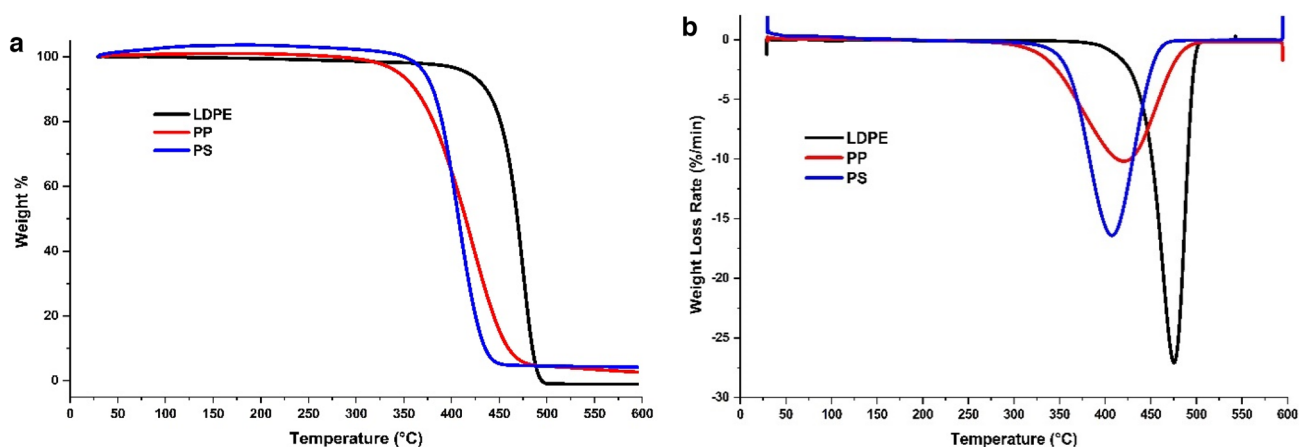 a
Weight %
100
80
60
40
20
0
LDPE
PP
PS
0 50 100 150 200 250 300 350 400 450 500 550 600
Temperature (°C)
b
Weight Loss Rate (%/min)
0
-5
-10
-15
-20
-25
-30
LDPE
PP
PS
0 50 100 150 200 250 300 350 400 450 500 550 600
Temperature (°C)